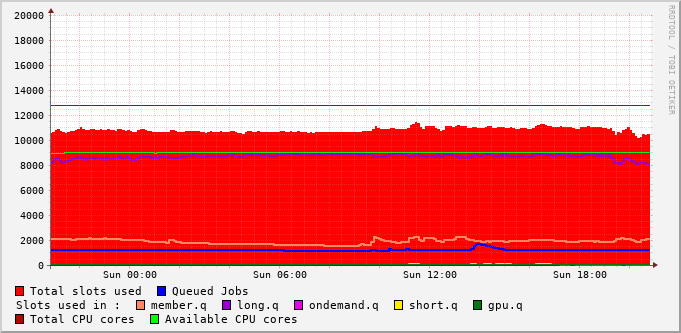 RRDTOOL / TOBI OETIKER
20000
18000
16000
14000
12000
10000
8000
6000
4000
2000
0
Sun 00:00 Sun 06:00 Sun 12:00 Sun 18:00
Total slots used Queued Jobs
Slots used in : member.q long.q ondemand.q short.q gpu.q
Total CPU cores Available CPU cores